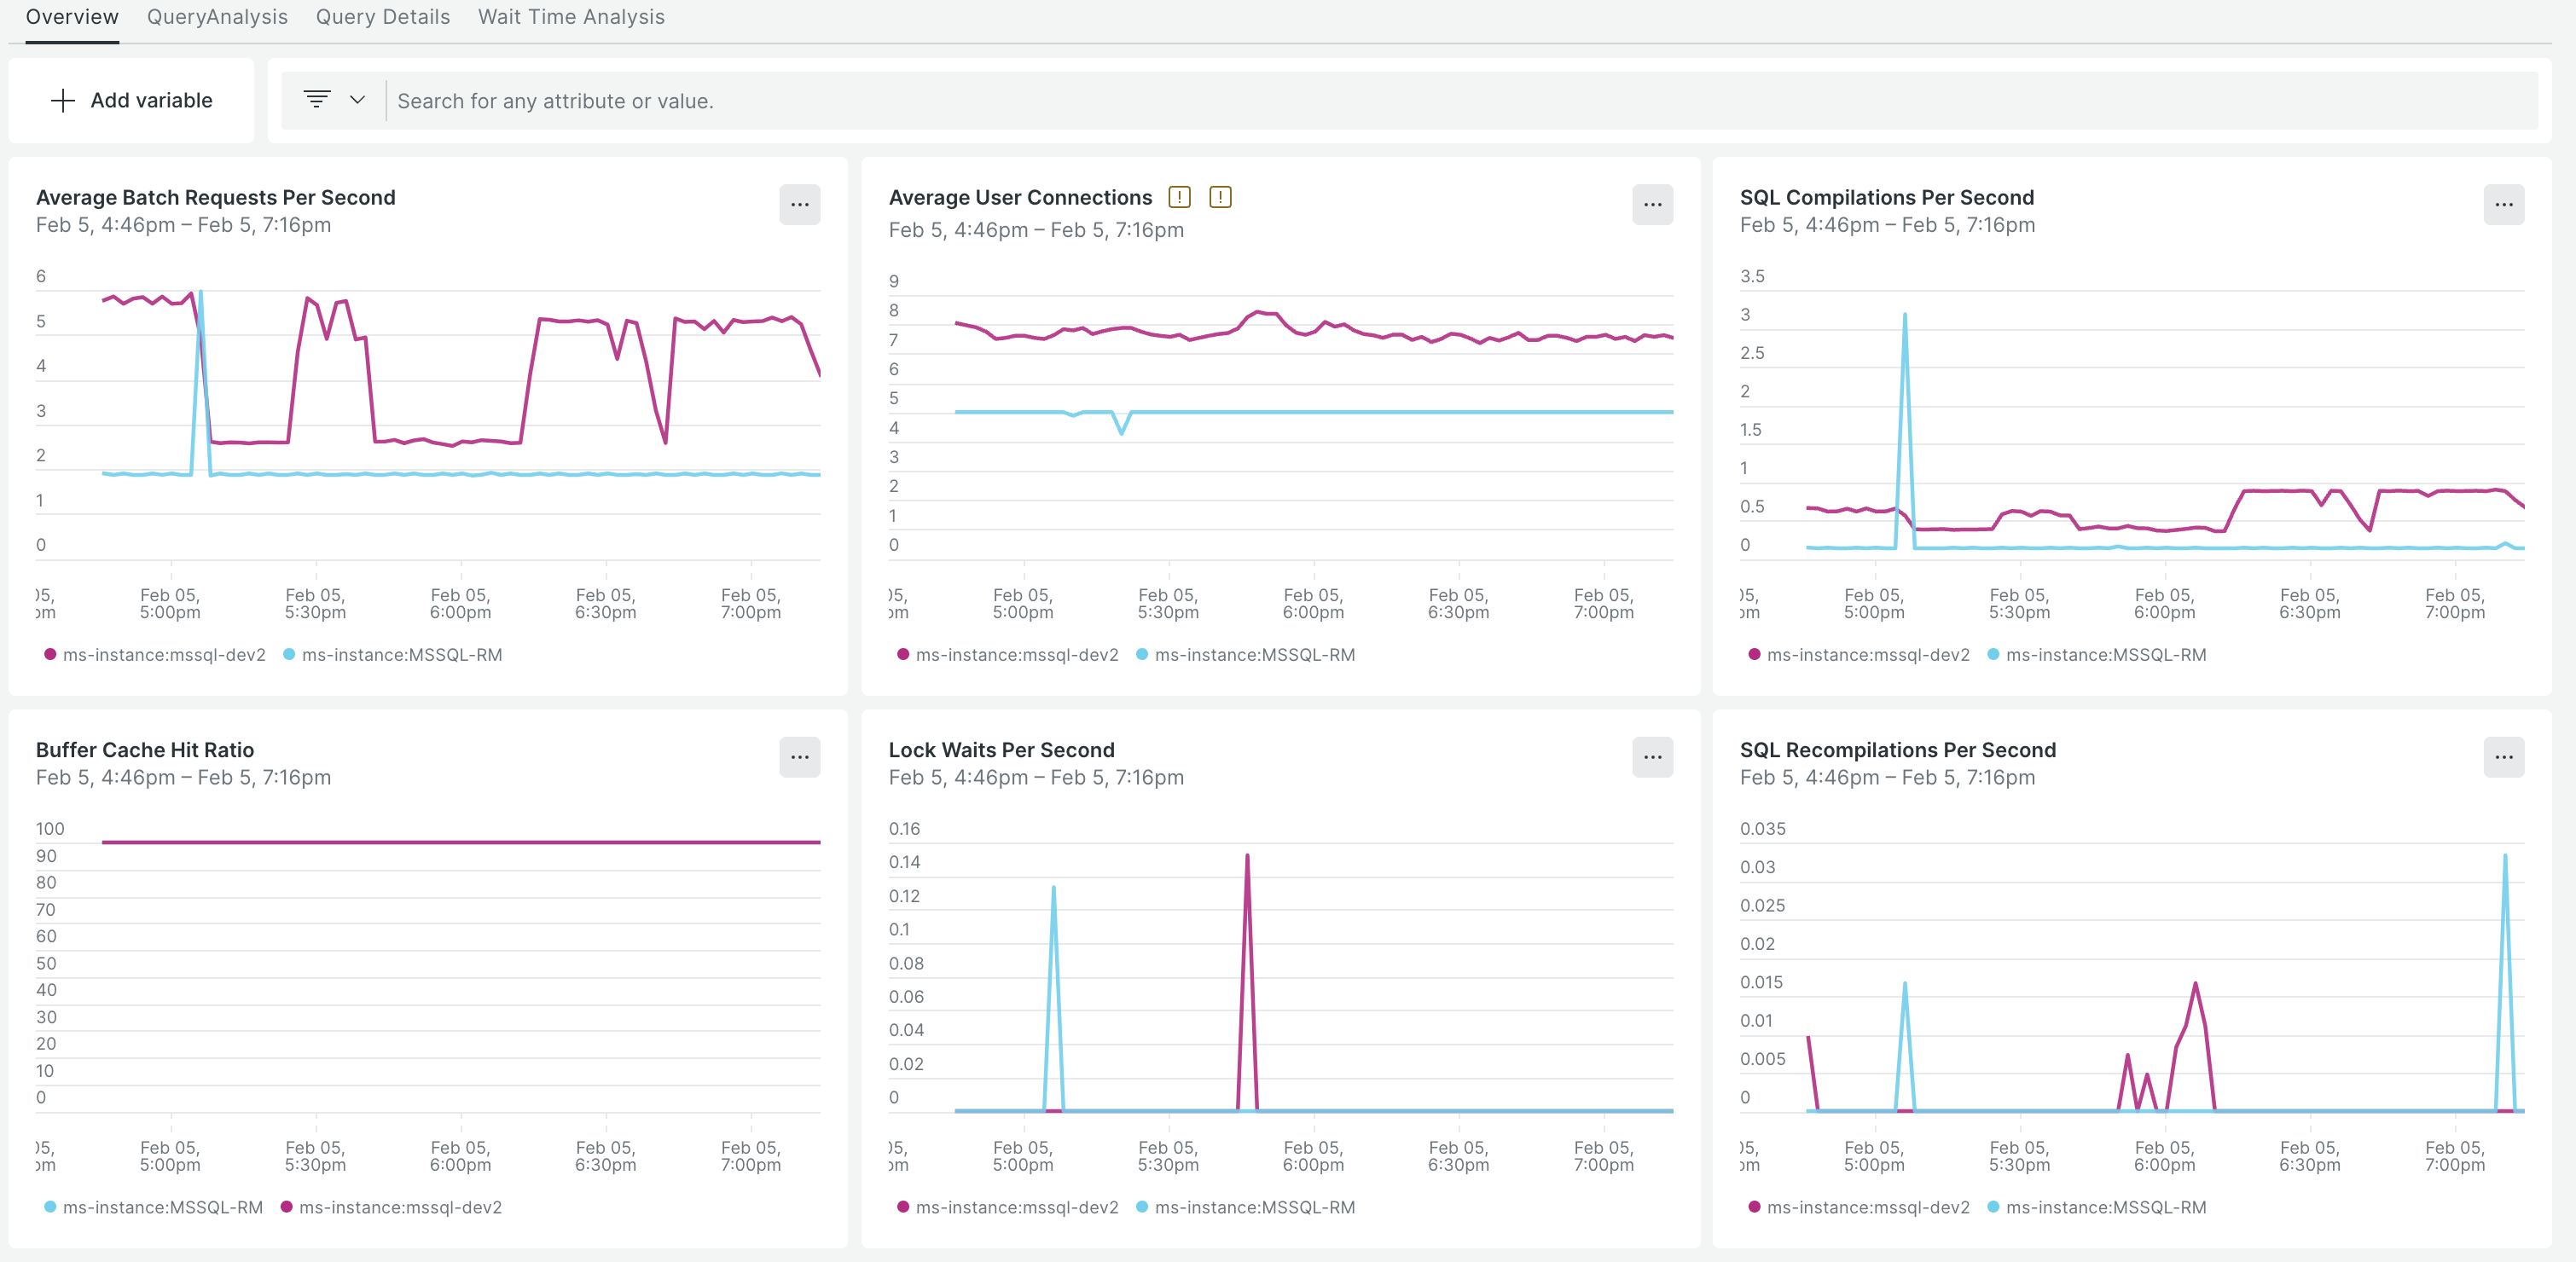 Overview QueryAnalysis Query Details Wait Time Analysis
Add variable
Search for any attribute or value.
Average Batch Requests Per Second
Feb 5, 4:46pm – Feb 5, 7:16pm
...
6
5
4
3
2
1
0
05, Feb 05, Feb 05, Feb 05, Feb 05, Feb 05,
pm 5:00pm 5:30pm 6:00pm 6:30pm 7:00pm
ms-instance:mssql-dev2 ms-instance:MSSQL-RM
Average User Connections ! !
Feb 5, 4:46pm – Feb 5, 7:16pm
...
9
8
7
6
5
4
3
2
1
0
05, Feb 05, Feb 05, Feb 05, Feb 05, Feb 05,
pm 5:00pm 5:30pm 6:00pm 6:30pm 7:00pm
ms-instance:mssql-dev2 ms-instance:MSSQL-RM
SQL Compilations Per Second
Feb 5, 4:46pm – Feb 5, 7:16pm
...
3.5
3
2.5
2
1.5
1
0.5
0
05, Feb 05, Feb 05, Feb 05, Feb 05, Feb 05,
pm 5:00pm 5:30pm 6:00pm 6:30pm 7:00pm
ms-instance:mssql-dev2 ms-instance:MSSQL-RM
Buffer Cache Hit Ratio
Feb 5, 4:46pm – Feb 5, 7:16pm
...
100
90
80
70
60
50
40
30
20
10
0
05, Feb 05, Feb 05, Feb 05, Feb 05, Feb 05,
pm 5:00pm 5:30pm 6:00pm 6:30pm 7:00pm
ms-instance:MSSQL-RM ms-instance:mssql-dev2
Lock Waits Per Second
Feb 5, 4:46pm – Feb 5, 7:16pm
...
0.16
0.14
0.12
0.1
0.08
0.06
0.04
0.02
0
05, Feb 05, Feb 05, Feb 05, Feb 05, Feb 05,
pm 5:00pm 5:30pm 6:00pm 6:30pm 7:00pm
ms-instance:mssql-dev2 ms-instance:MSSQL-RM
SQL Recompilations Per Second
Feb 5, 4:46pm – Feb 5, 7:16pm
...
0.035
0.03
0.025
0.02
0.015
0.01
0.005
0
05, Feb 05, Feb 05, Feb 05, Feb 05, Feb 05,
pm 5:00pm 5:30pm 6:00pm 6:30pm 7:00pm
ms-instance:mssql-dev2 ms-instance:MSSQL-RM